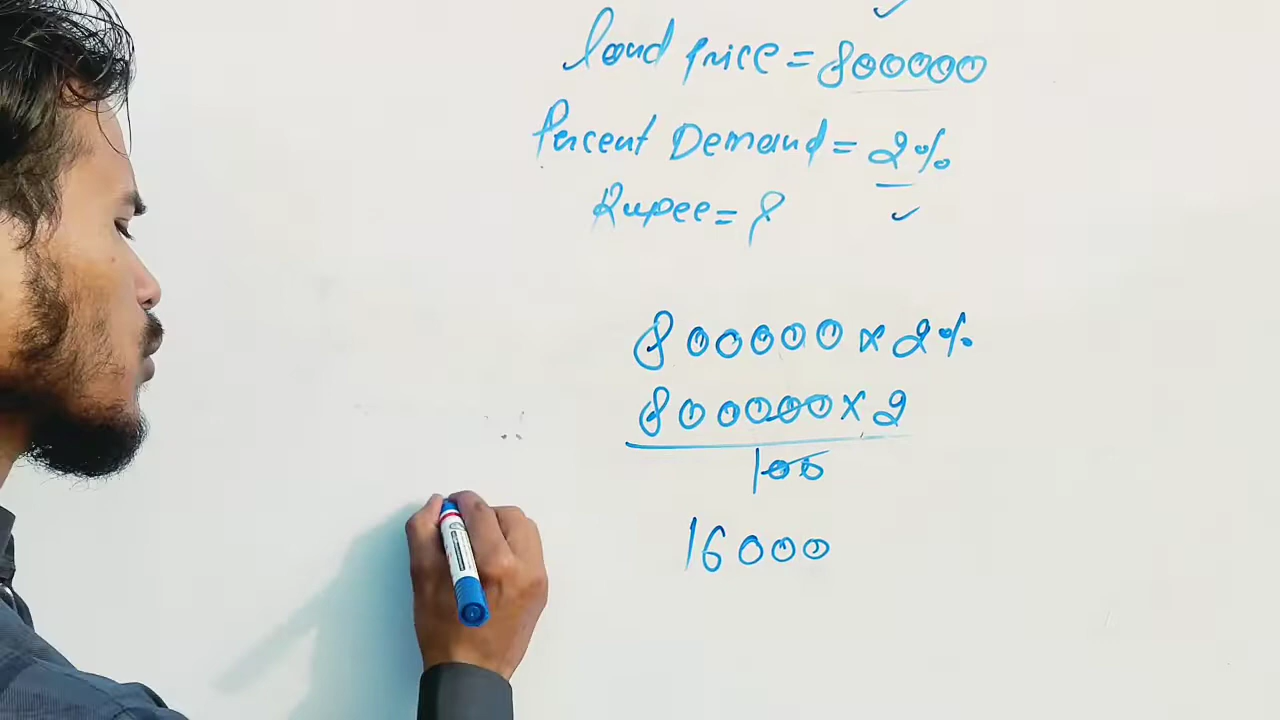 land price = 800000
Percent Demand = 2%
Rupee = ?
800000 × 2%
800000 × 2
100
16000